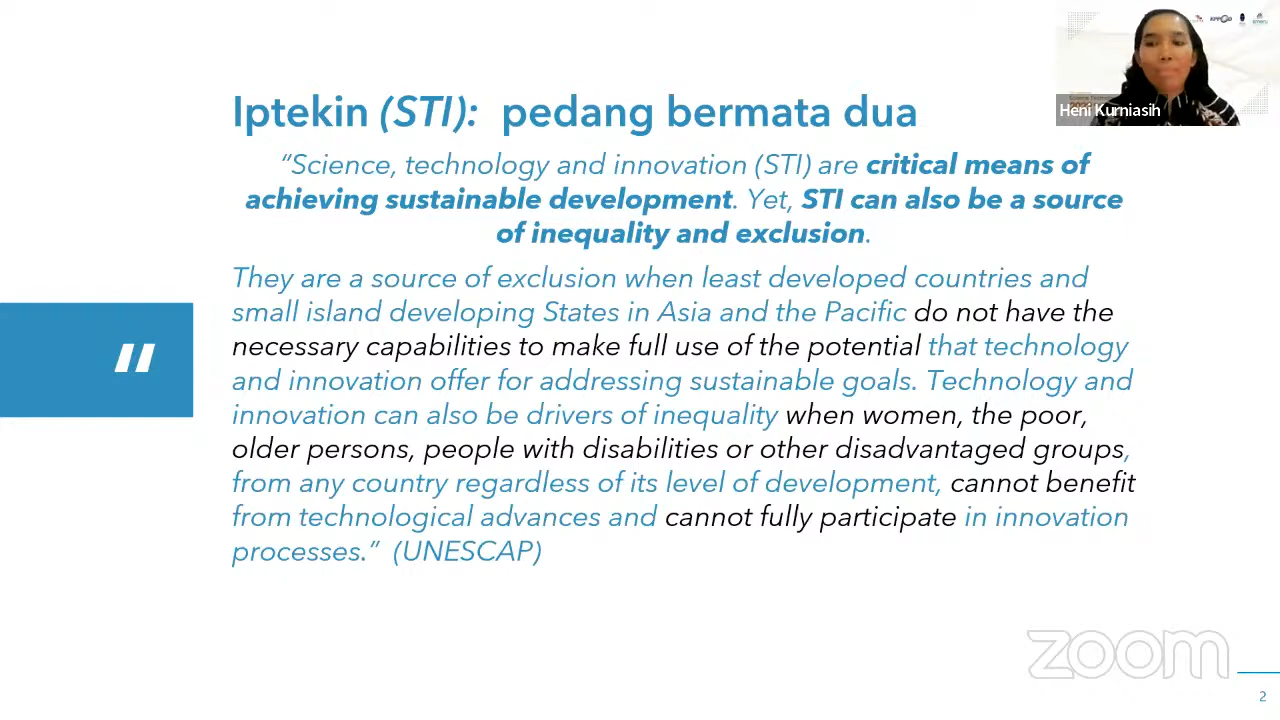 KPPOD
Heni Kurniasih
Iptekin (STI): pedang bermata dua
“Science, technology and innovation (STI) are critical means of
achieving sustainable development. Yet, STI can also be a source
of inequality and exclusion.
They are a source of exclusion when least developed countries and
small island developing States in Asia and the Pacific do not have the
necessary capabilities to make full use of the potential that technology
and innovation offer for addressing sustainable goals. Technology and
innovation can also be drivers of inequality when women, the poor,
older persons, people with disabilities or other disadvantaged groups,
from any country regardless of its level of development, cannot benefit
from technological advances and cannot fully participate in innovation
processes.” (UNESCAP)
"
zoom
2